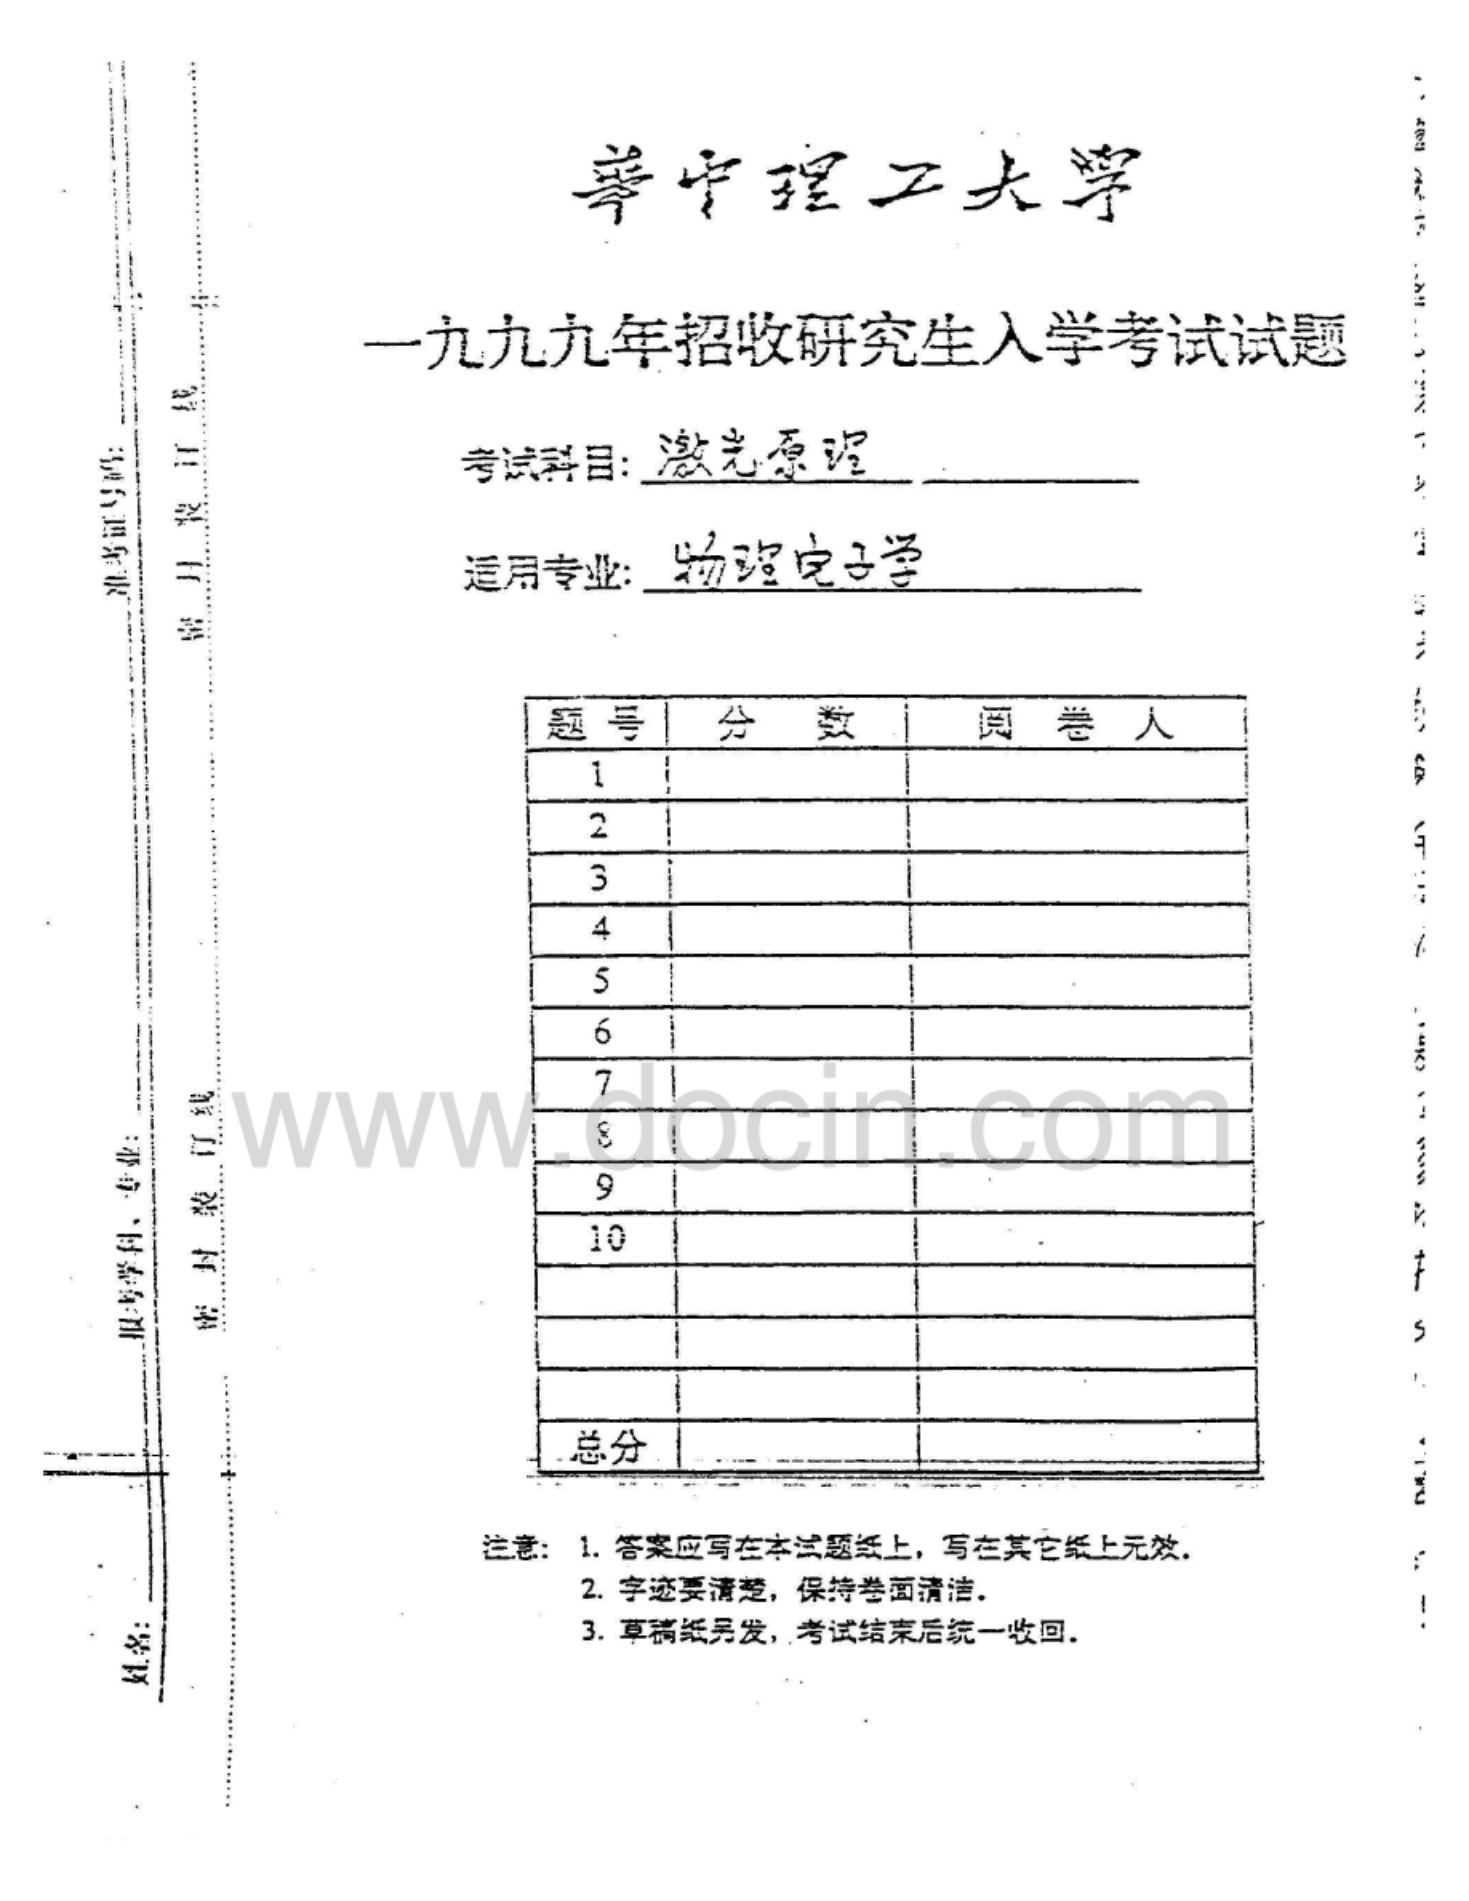 華中理工大學
一九九九年招收研究生入学考试试题
考试科目: 激光原理
适用专业: 物理电子学
题号 分数 阅卷人
1
2
3
4
5
6
7
8
9
10
总分
注意: 1. 答案应写在本试题纸上，写在其它纸上无效.
2. 字迹要清楚，保持卷面清洁.
3. 草稿纸另发，考试结束后统一收回.
准考证号码:
报考学科、专业:
姓名:
密封装订线
密封装订线
www.docin.com